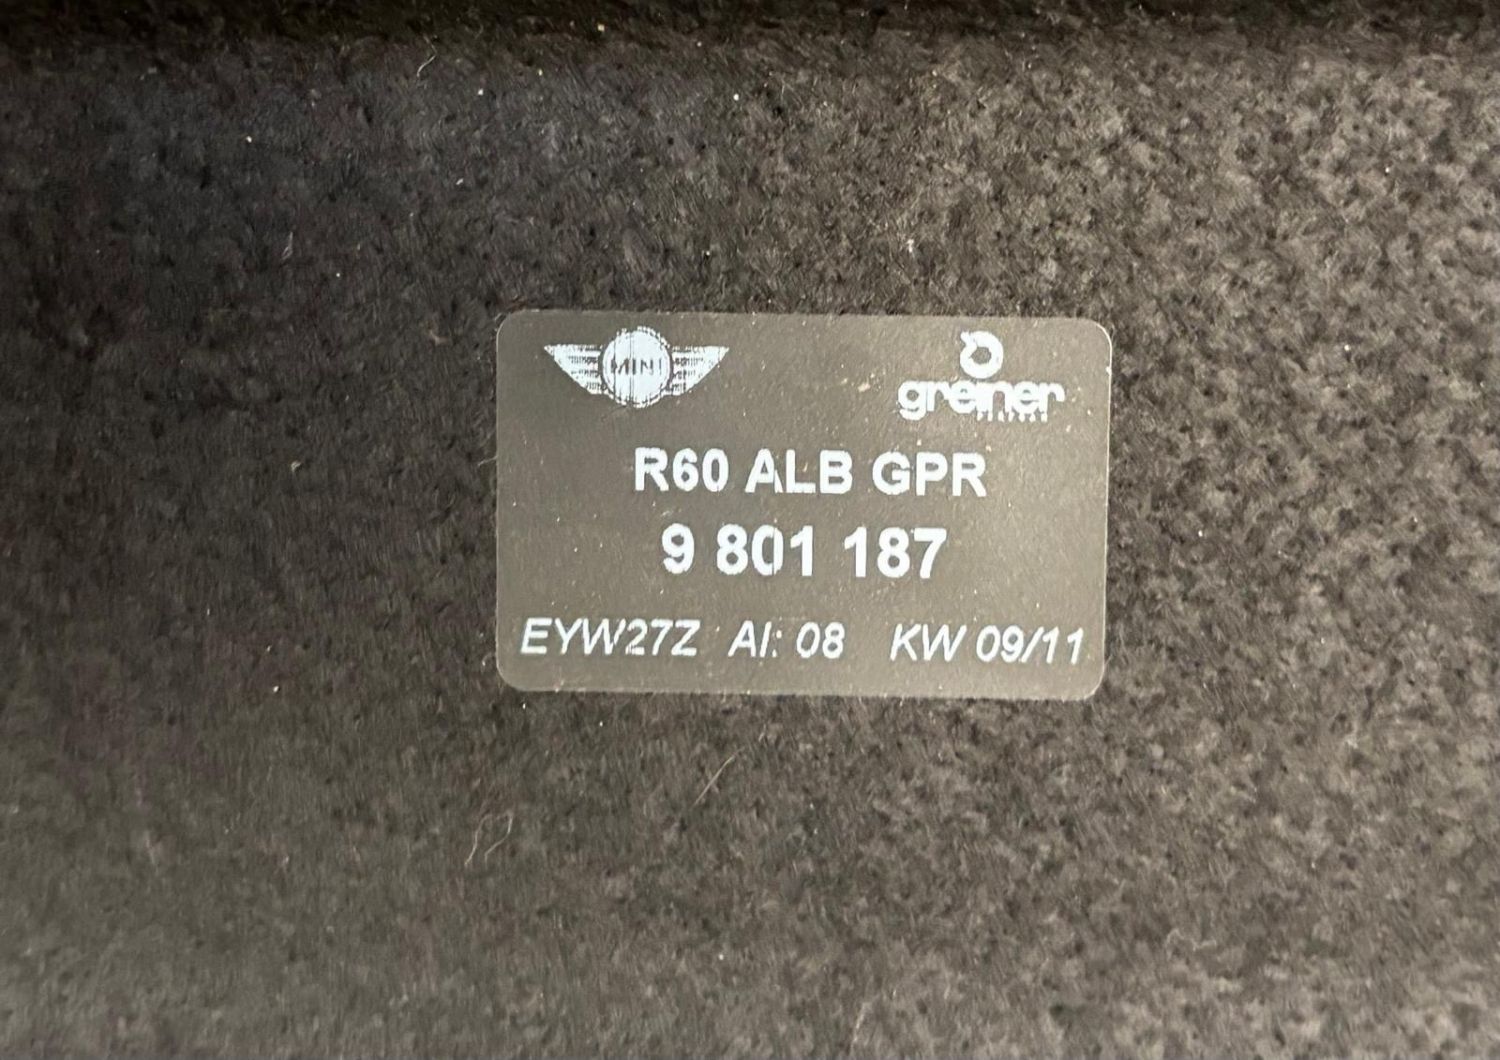 MINI
greiner
R60 ALB GPR
9 801 187
EYW27Z AI: 08 KW 09/11